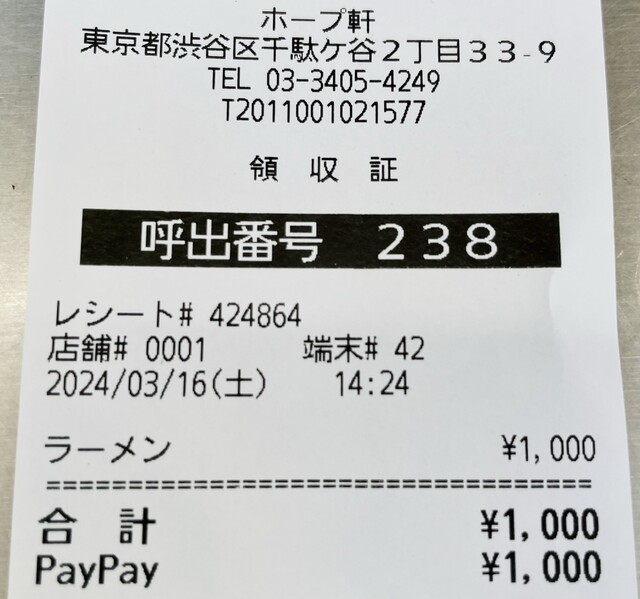 ホープ軒
東京都渋谷区千駄ケ谷２丁目３３-９
TEL 03-3405-4249
T2011001021577
領 収 証
呼出番号 ２３８
レシート# 424864
店舗# 0001 端末# 42
2024/03/16(土) 14:24
ラーメン ¥1,000
=====================================
合 計 ¥1,000
PayPay ¥1,000